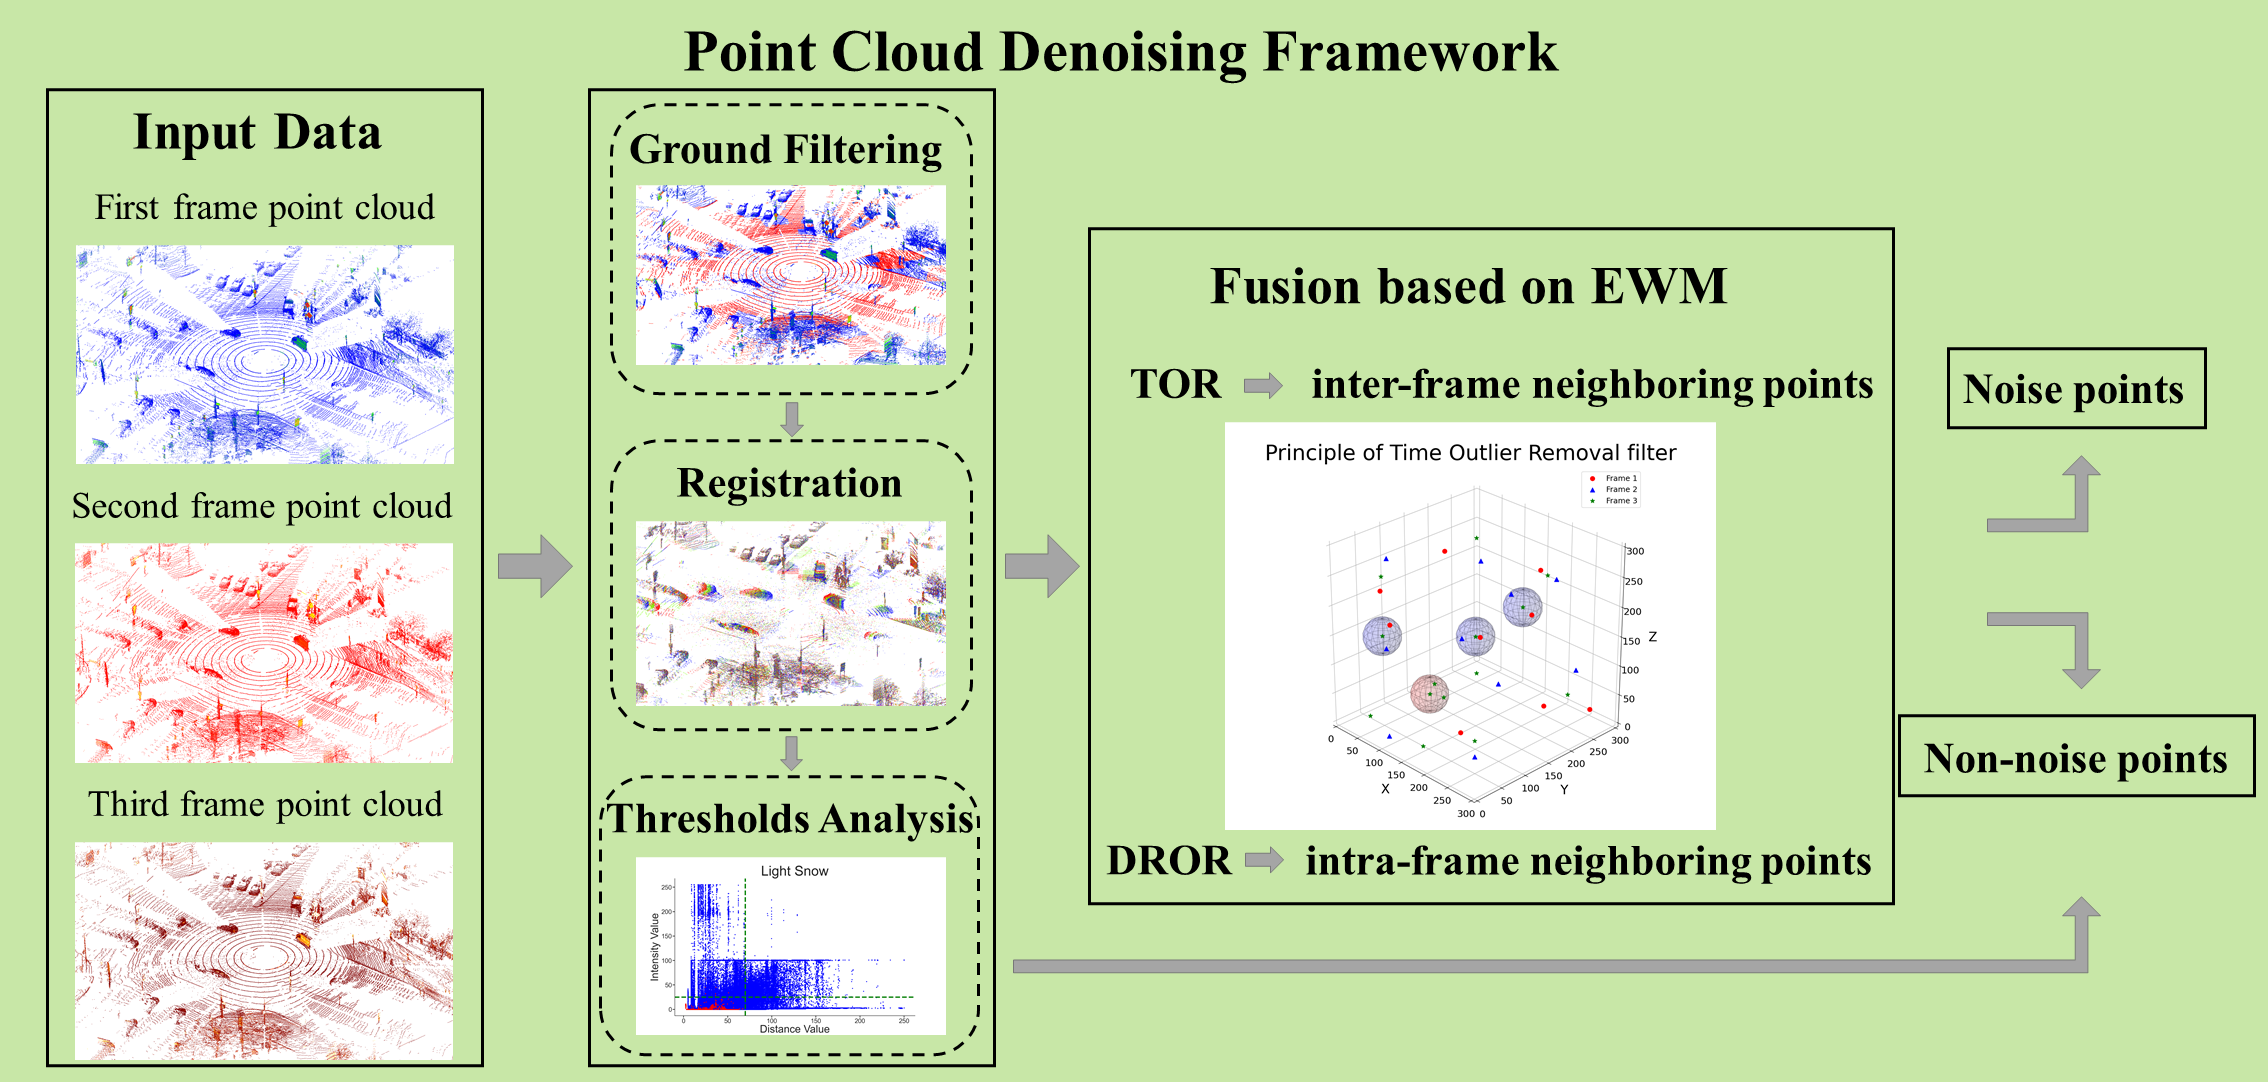 Point Cloud Denoising Framework
Input Data
First frame point cloud
Second frame point cloud
Third frame point cloud
Ground Filtering
Registration
Thresholds Analysis
Light Snow
Intensity Value
250
200
150
100
50
0
0 50 100 150 200 250
Distance Value
Fusion based on EWM
TOR inter-frame neighboring points
Principle of Time Outlier Removal filter
Frame 1
Frame 2
Frame 3
300
250
200
150
100
50
0
Z
0 50 100 150 200 250 300
X
0 50 100 150 200 250 300
Y
DROR intra-frame neighboring points
Noise points
Non-noise points